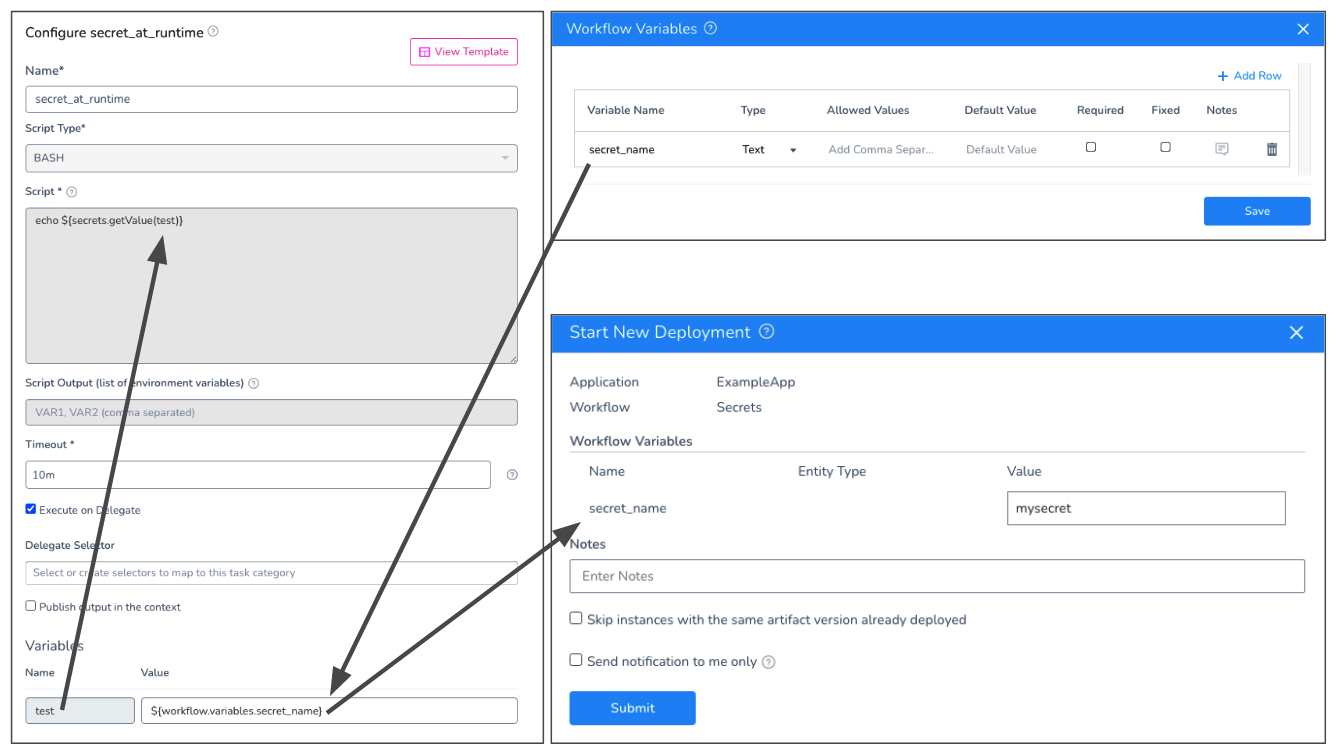 Configure secret_at_runtime
View Template
Name*
secret_at_runtime
Script Type*
BASH
Script *
echo ${secrets.getValue(test)}
Script Output (list of environment variables)
VAR1, VAR2 (comma separated)
Timeout *
10m
Execute on Delegate
Delegate Selector
Select or create selectors to map to this task category
Publish output in the context
Variables
Name Value
test ${workflow.variables.secret_name}
Workflow Variables
+ Add Row
Variable Name Type Allowed Values Default Value Required Fixed Notes
secret_name Text Add Comma Separ... Default Value
Save
Start New Deployment
Application ExampleApp
Workflow Secrets
Workflow Variables
Name Entity Type Value
secret_name mysecret
Notes
Enter Notes
Skip instances with the same artifact version already deployed
Send notification to me only
Submit